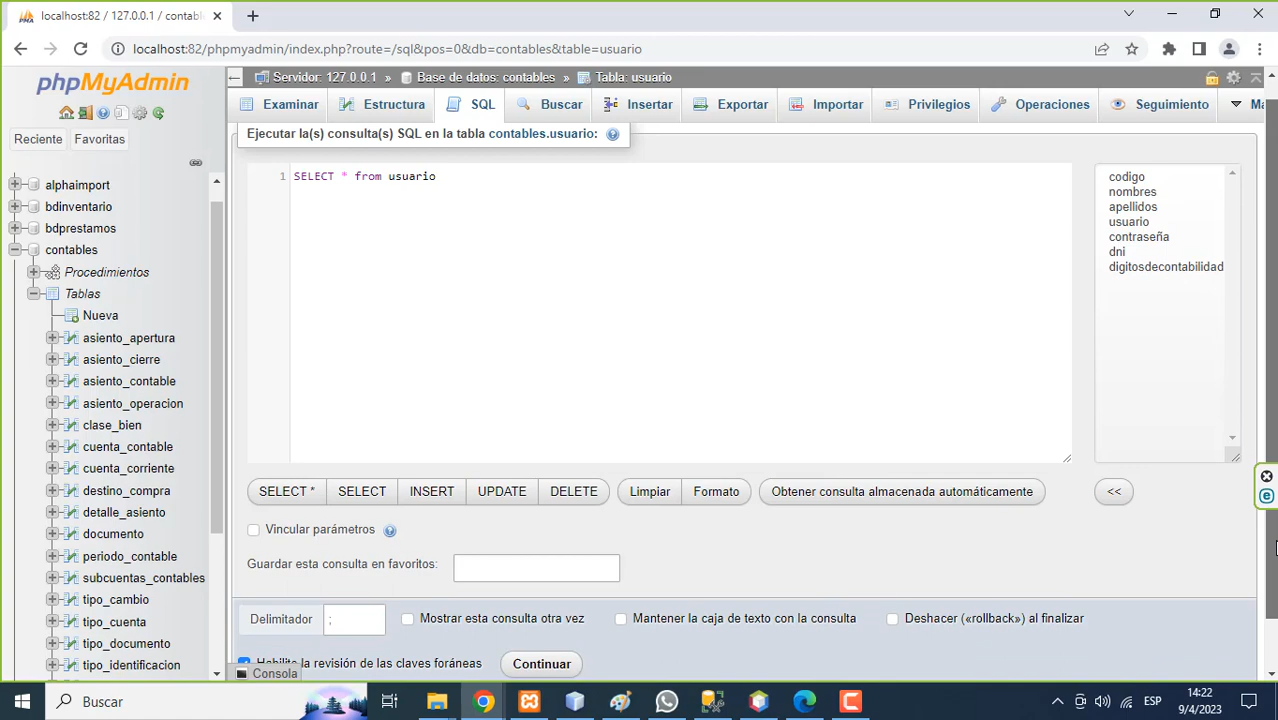 localhost:82 / 127.0.0.1 / contab
localhost:82/phpmyadmin/index.php?route=/sql&pos=0&db=contables&table=usuario
phpMyAdmin
Reciente
Favoritas
alphaimport
bdinventario
bdprestamos
contables
Procedimientos
Tablas
Nueva
asiento_apertura
asiento_cierre
asiento_contable
asiento_operacion
clase_bien
cuenta_contable
cuenta_corriente
destino_compra
detalle_asiento
documento
periodo_contable
subcuentas_contables
tipo_cambio
tipo_cuenta
tipo_documento
tipo_identificacion
Servidor: 127.0.0.1 » Base de datos: contables » Tabla: usuario
Examinar Estructura SQL Buscar Insertar Exportar Importar Privilegios Operaciones Seguimiento Ma
Ejecutar la(s) consulta(s) SQL en la tabla contables.usuario:
1 SELECT * from usuario
codigo
nombres
apellidos
usuario
contraseña
dni
digitosdecontabilidad
SELECT * SELECT INSERT UPDATE DELETE Limpiar Formato Obtener consulta almacenada automáticamente <<
Vincular parámetros
Guardar esta consulta en favoritos:
Delimitador ; Mostrar esta consulta otra vez Mantener la caja de texto con la consulta Deshacer («rollback») al finalizar
Habilite la revisión de las claves foráneas Continuar
Consola
Buscar
ESP
14:22
9/4/2023